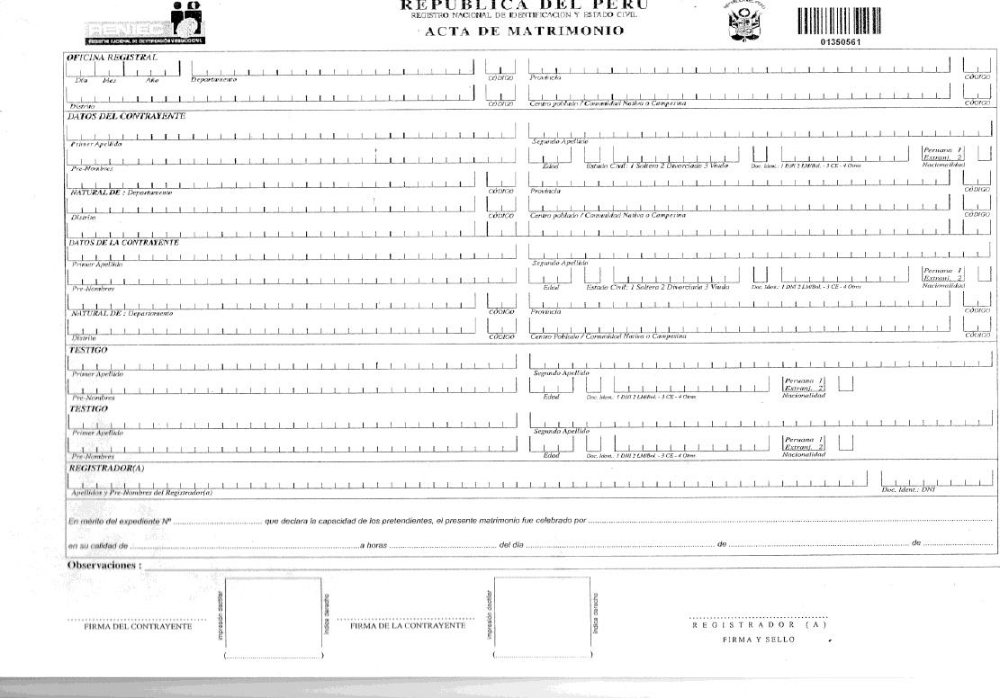 REPÚBLICA DEL PERÚ
REGISTRO NACIONAL DE IDENTIFICACION Y ESTADO CIVIL
ACTA DE MATRIMONIO
RENIEC
REGISTRO NACIONAL DE IDENTIFICACIÓN Y ESTADO CIVIL
01350561
OFICINA REGISTRAL
Día Mes Año Departamento CÓDIGO Provincia CÓDIGO
Distrito CÓDIGO Centro poblado / Comunidad Nativa o Campesina CÓDIGO
DATOS DEL CONTRAYENTE
Primer Apellido Segundo Apellido
Pre-Nombres Edad Estado Civil: 1 Soltero 2 Divorciado 3 Viudo Doc. Ident.: 1 DNI 2 LM/Bol. - 3 CE - 4 Otros Peruana 1 Extranj. 2 Nacionalidad
NATURAL DE : Departamento CÓDIGO Provincia CÓDIGO
Distrito CÓDIGO Centro poblado / Comunidad Nativa o Campesina CÓDIGO
DATOS DE LA CONTRAYENTE
Primer Apellido Segundo Apellido
Pre-Nombres Edad Estado Civil: 1 Soltera 2 Divorciada 3 Viuda Doc. Ident.: 1 DNI 2 LM/Bol. - 3 CE - 4 Otros Peruana 1 Extranj. 2 Nacionalidad
NATURAL DE : Departamento CÓDIGO Provincia CÓDIGO
Distrito CÓDIGO Centro Poblado / Comunidad Nativa o Campesina CÓDIGO
TESTIGO
Primer Apellido Segundo Apellido
Pre-Nombres Edad Doc. Ident.: 1 DNI 2 LM/Bol. - 3 CE - 4 Otros Peruana 1 Extranj. 2 Nacionalidad
TESTIGO
Primer Apellido Segundo Apellido
Pre-Nombres Edad Doc. Ident.: 1 DNI 2 LM/Bol. - 3 CE - 4 Otros Peruana 1 Extranj. 2 Nacionalidad
REGISTRADOR(A)
Apellidos y Pre-Nombres del Registrador(a) Doc. Ident.: DNI
En mérito del expediente Nº ........ que declara la capacidad de los pretendientes, el presente matrimonio fue celebrado por ........
en su calidad de ........ a horas ........ del día ........ de ........ de ........
Observaciones :
impresión dactilar índice derecho impresión dactilar índice derecho
FIRMA DEL CONTRAYENTE FIRMA DE LA CONTRAYENTE REGISTRADOR (A)
FIRMA Y SELLO